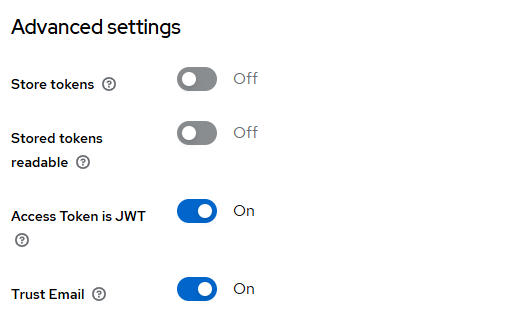 Advanced settings
Store tokens
Off
Stored tokens
readable
Off
Access Token is JWT
On
Trust Email
On